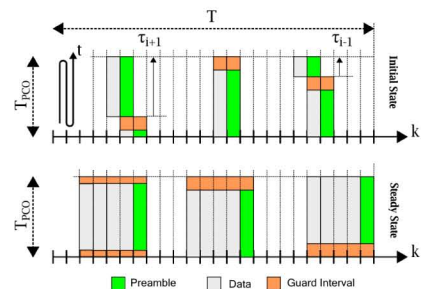 T
t
τi+1
τi-1
TPCO
Initial State
k
TPCO
Steady State
k
Preamble
Data
Guard Interval